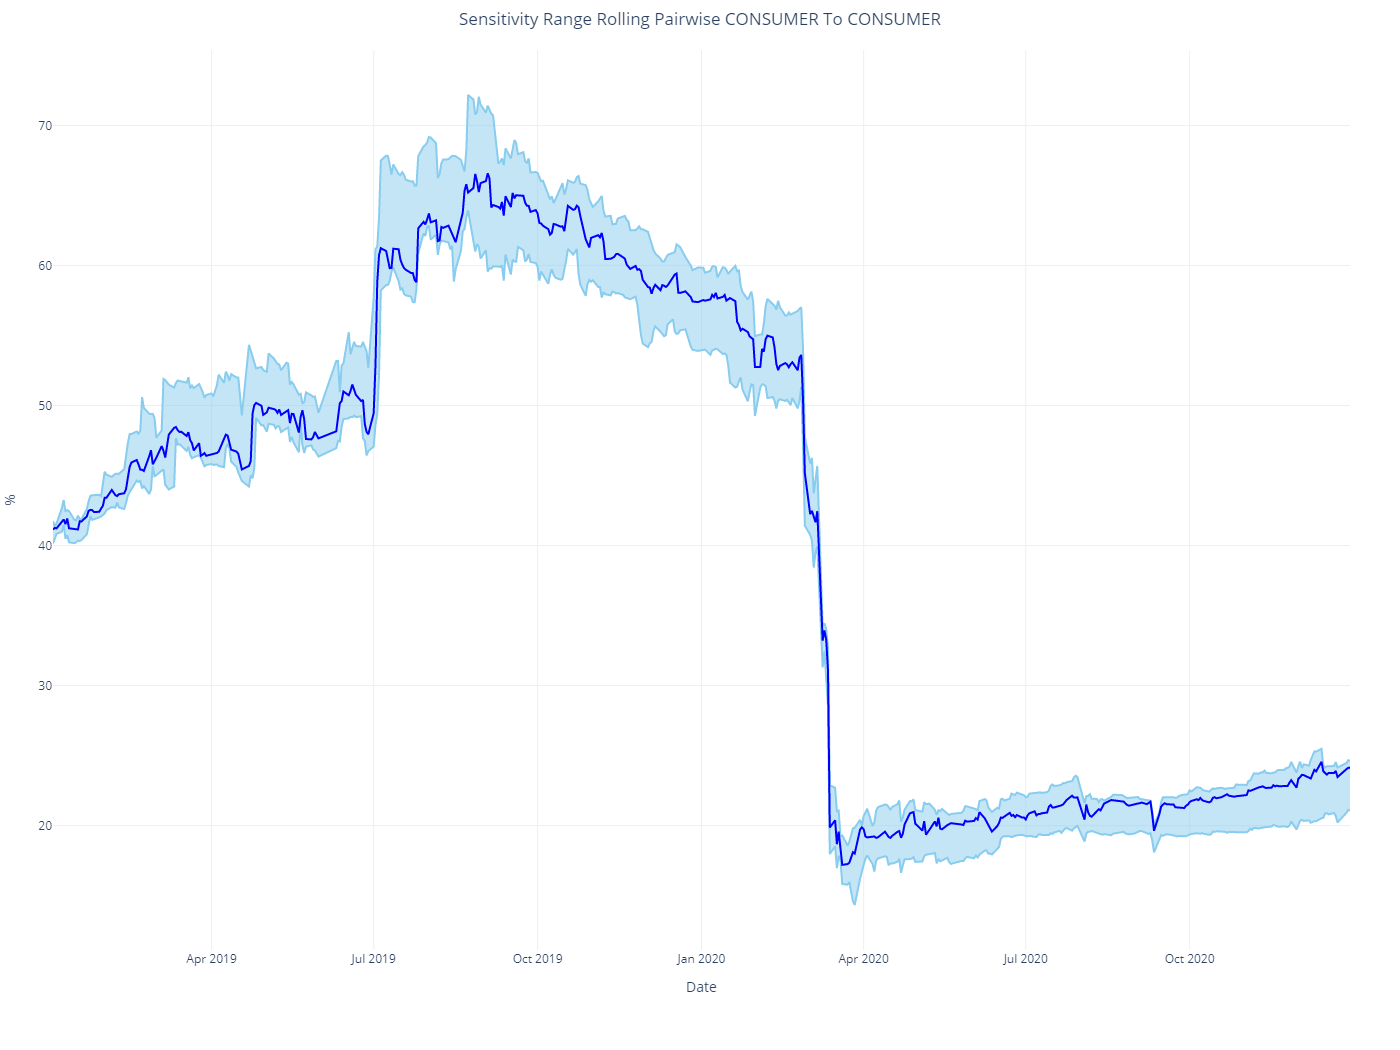 Sensitivity Range Rolling Pairwise CONSUMER To CONSUMER
70
60
50
40
30
20
%
Apr 2019
Jul 2019
Oct 2019
Jan 2020
Apr 2020
Jul 2020
Oct 2020
Date